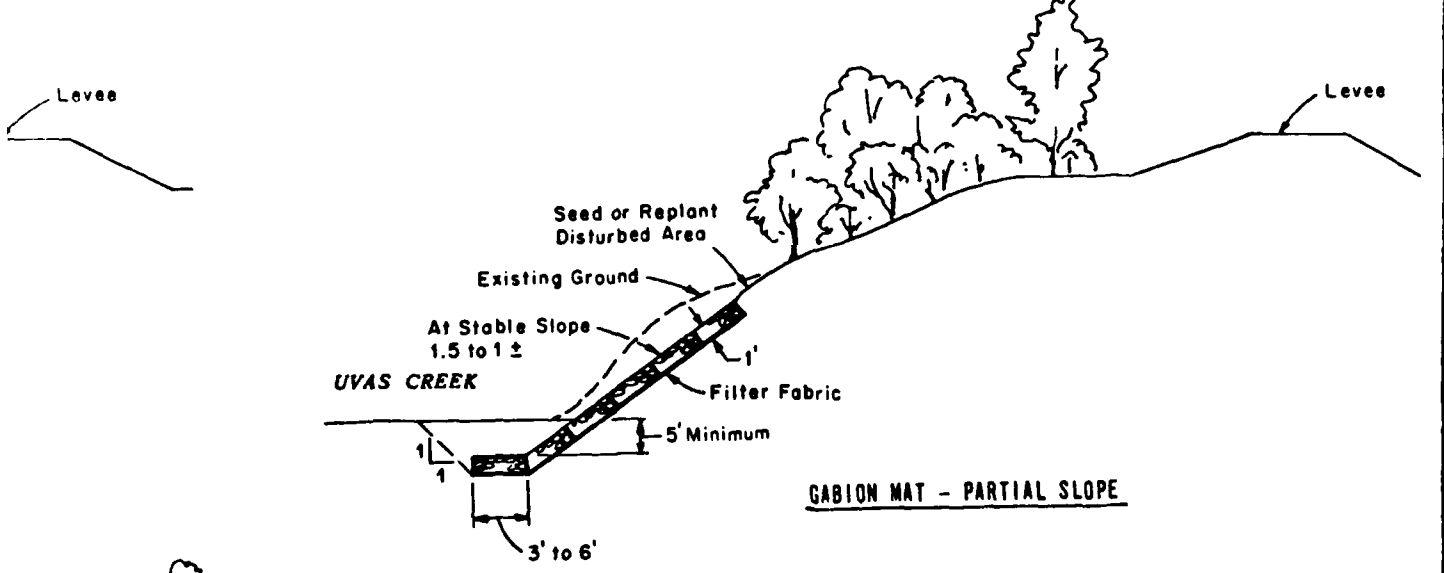 Levee
Levee
Seed or Replant
Disturbed Area
Existing Ground
At Stable Slope
1.5 to 1 ±
UVAS CREEK
1'
Filter Fabric
5' Minimum
1
1
GABION MAT - PARTIAL SLOPE
3' to 6'